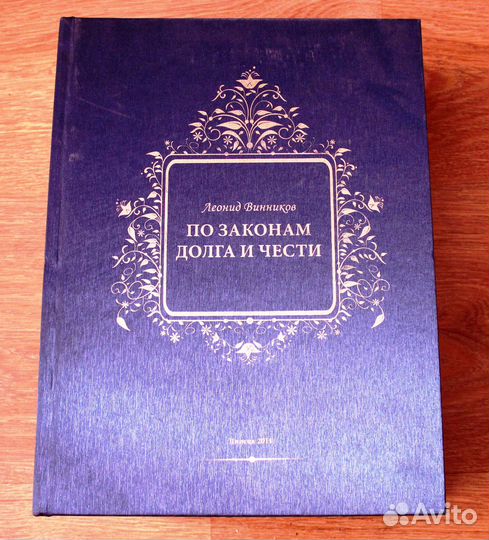 Леонид Винников
ПО ЗАКОНАМ
ДОЛГА И ЧЕСТИ
Avito